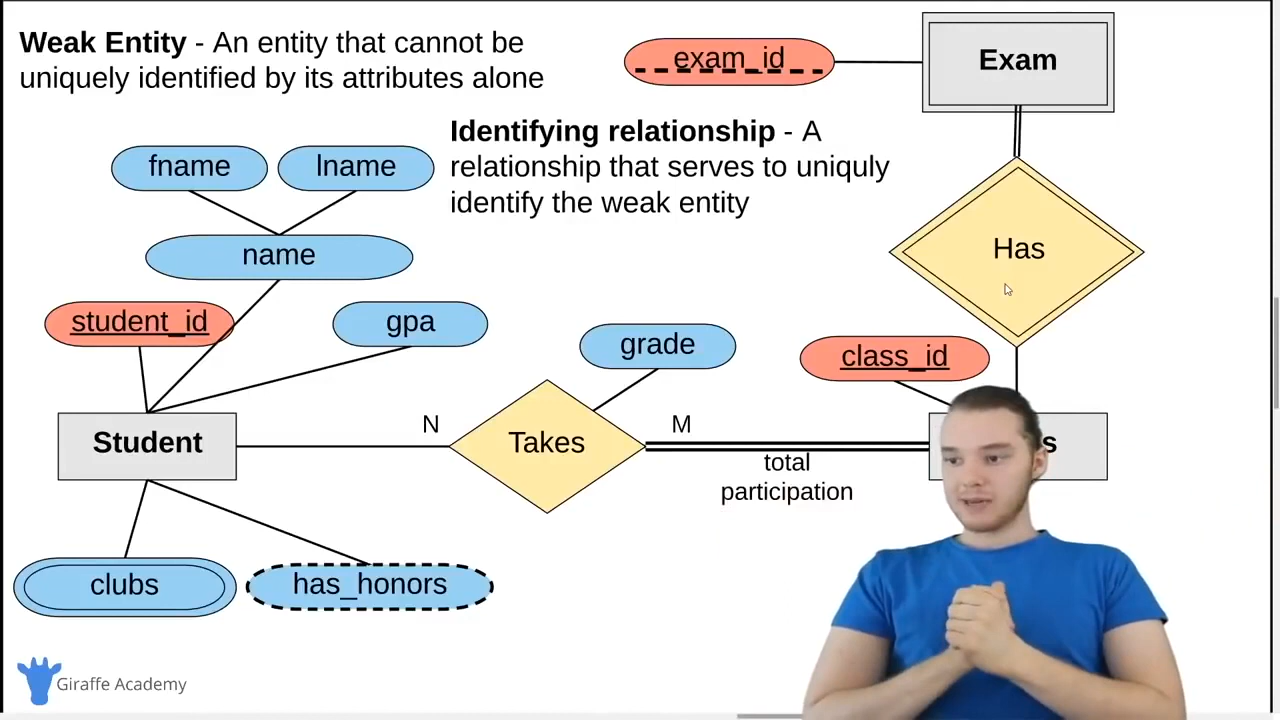 Weak Entity - An entity that cannot be
uniquely identified by its attributes alone
exam_id
Exam
Identifying relationship - A
relationship that serves to uniquly
identify the weak entity
fname
lname
name
Has
student_id
gpa
grade
class_id
Student
N
Takes
M
total
participation
clubs
has_honors
Giraffe Academy